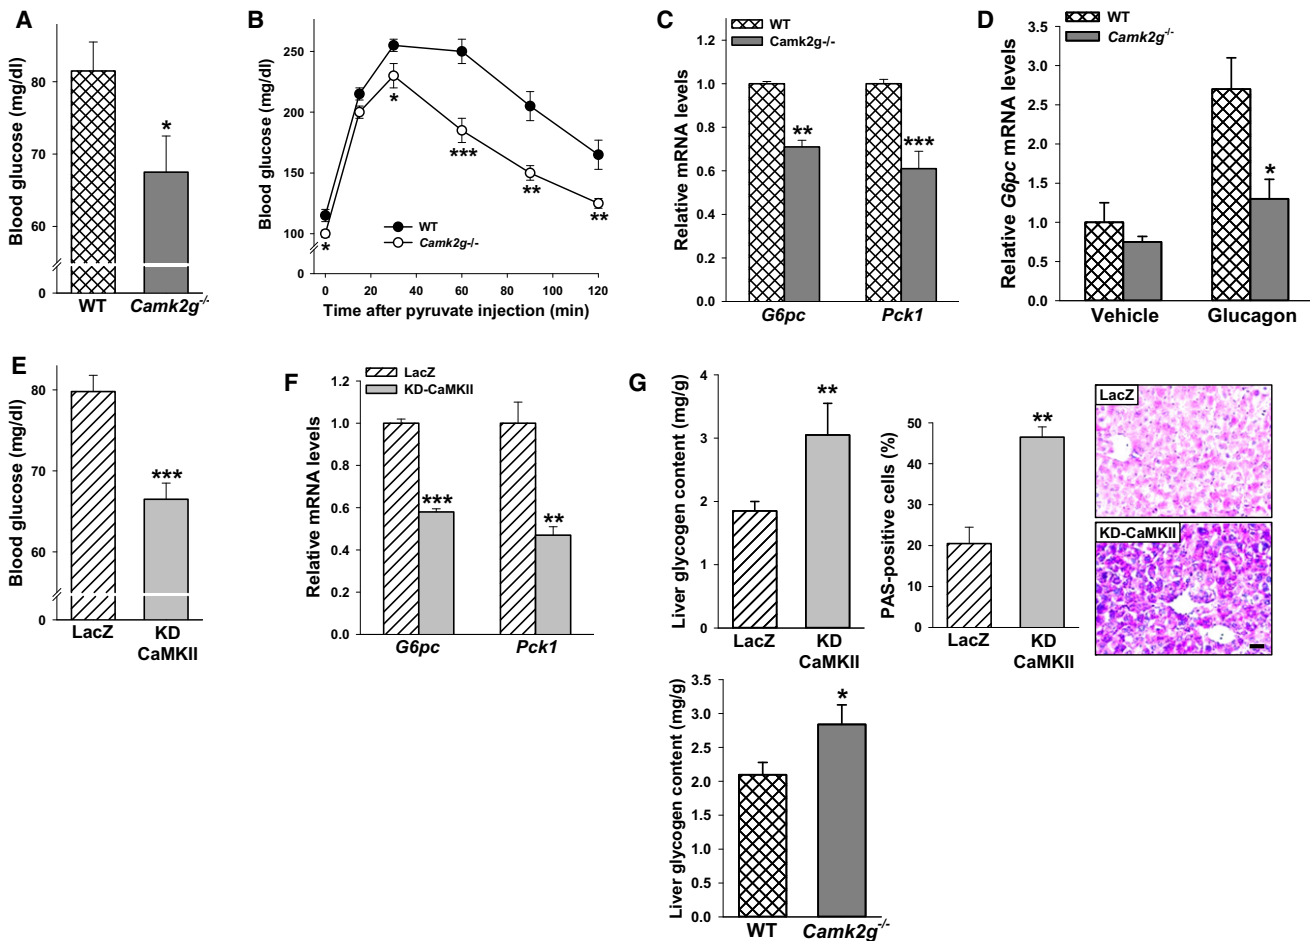 A
Blood glucose (mg/dl)
80
70
60
0
*
WT
Camk2g-/-
B
Blood glucose (mg/dl)
250
200
150
100
0
*
*
***
**
**
WT
Camk2g-/-
0 20 40 60 80 100 120
Time after pyruvate injection (min)
C
WT
Camk2g-/-
Relative mRNA levels
1.2
1.0
0.8
0.6
0.4
0.2
0.0
**
***
G6pc
Pck1
D
WT
Camk2g-/-
Relative G6pc mRNA levels
3.5
3.0
2.5
2.0
1.5
1.0
0.5
0.0
*
Vehicle
Glucagon
E
Blood glucose (mg/dl)
80
70
60
0
***
LacZ
KD
CaMKII
F
LacZ
KD-CaMKII
Relative mRNA levels
1.2
1.0
0.8
0.6
0.4
0.2
0.0
***
**
G6pc
Pck1
G
Liver glycogen content (mg/g)
4
3
2
1
0
**
LacZ
KD
CaMKII
PAS-positive cells (%)
50
40
30
20
10
0
**
LacZ
KD
CaMKII
LacZ
KD-CaMKII
Liver glycogen content (mg/g)
3.5
3.0
2.5
2.0
1.5
1.0
0.5
0.0
*
WT
Camk2g-/-